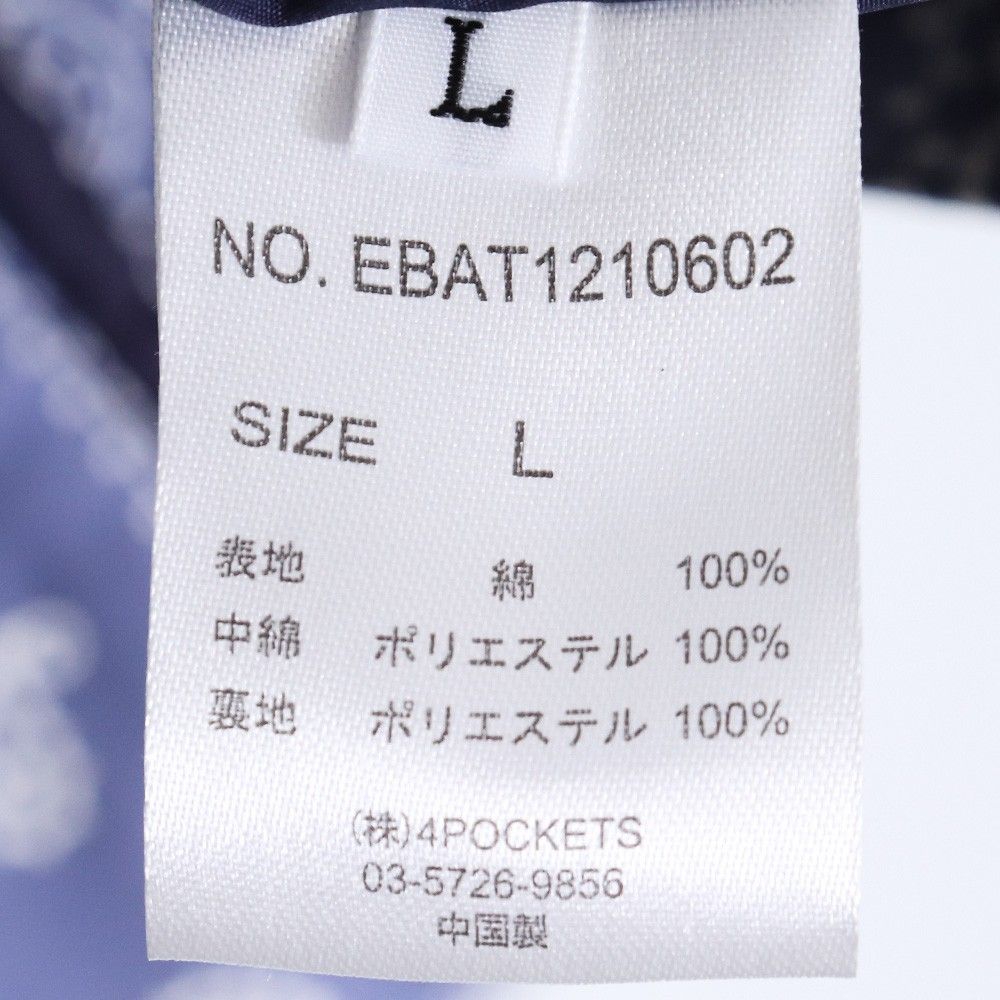 L
NO. EBAT1210602
SIZE L
表地 綿 100%
中綿 ポリエステル 100%
裏地 ポリエステル 100%
(株)4POCKETS
03-5726-9856
中国製